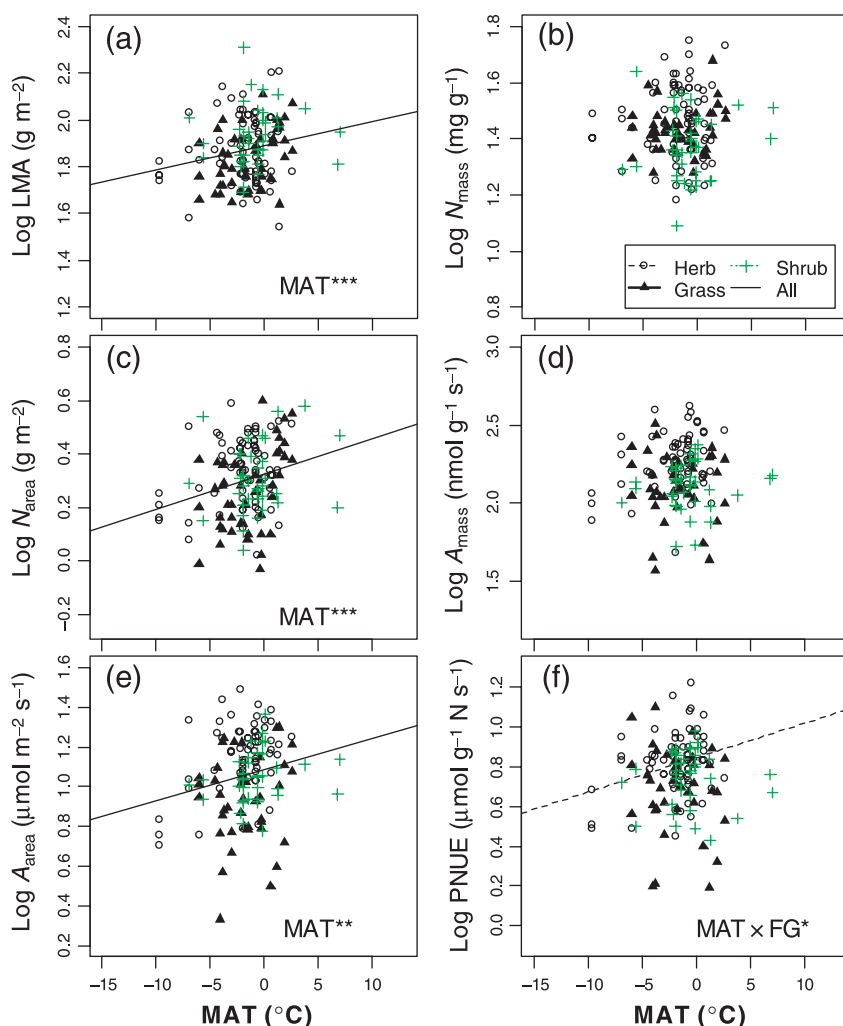 (a)
Log LMA (g m⁻²)
1.2 1.4 1.6 1.8 2.0 2.2 2.4
MAT***
(b)
Log Nmass (mg g⁻¹)
0.8 1.0 1.2 1.4 1.6 1.8
Herb Shrub
Grass All
(c)
Log Narea (g m⁻²)
−0.2 0.0 0.2 0.4 0.6 0.8
MAT***
(d)
Log Amass (nmol g⁻¹ s⁻¹)
1.5 2.0 2.5 3.0
(e)
Log Aarea (μmol m⁻² s⁻¹)
0.2 0.4 0.6 0.8 1.0 1.2 1.4 1.6
MAT**
−15 −10 −5 0 5 10
MAT (°C)
(f)
Log PNUE (μmol g⁻¹ N s⁻¹)
0.0 0.2 0.4 0.6 0.8 1.0 1.2
MAT × FG*
−15 −10 −5 0 5 10
MAT (°C)